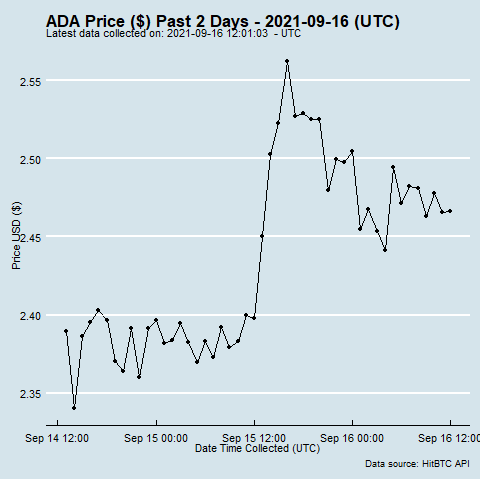 ADA Price ($) Past 2 Days - 2021-09-16 (UTC)
Latest data collected on: 2021-09-16 12:01:03 - UTC
2.55
2.50
2.45
2.40
2.35
Price USD ($)
Sep 14 12:00 Sep 15 00:00 Sep 15 12:00 Sep 16 00:00 Sep 16 12:00
Date Time Collected (UTC)
Data source: HitBTC API